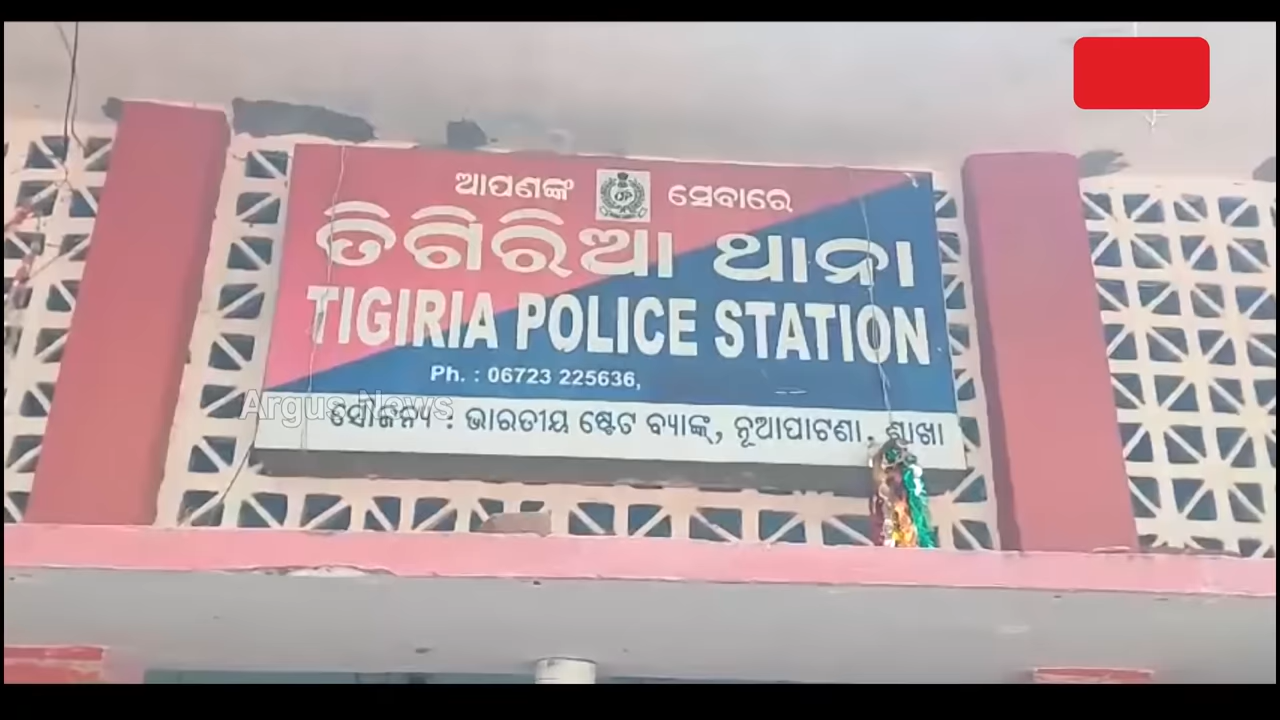 ଆପଣଙ୍କ ସେବାରେ
ତିଗିରିଆ ଥାନା
TIGIRIA POLICE STATION
Ph. : 06723 225636,
ସୌଜନ୍ୟ : ଭାରତୀୟ ଷ୍ଟେଟ ବ୍ୟାଙ୍କ, ନୂଆପାଟଣା, ଶାଖା
Argus News